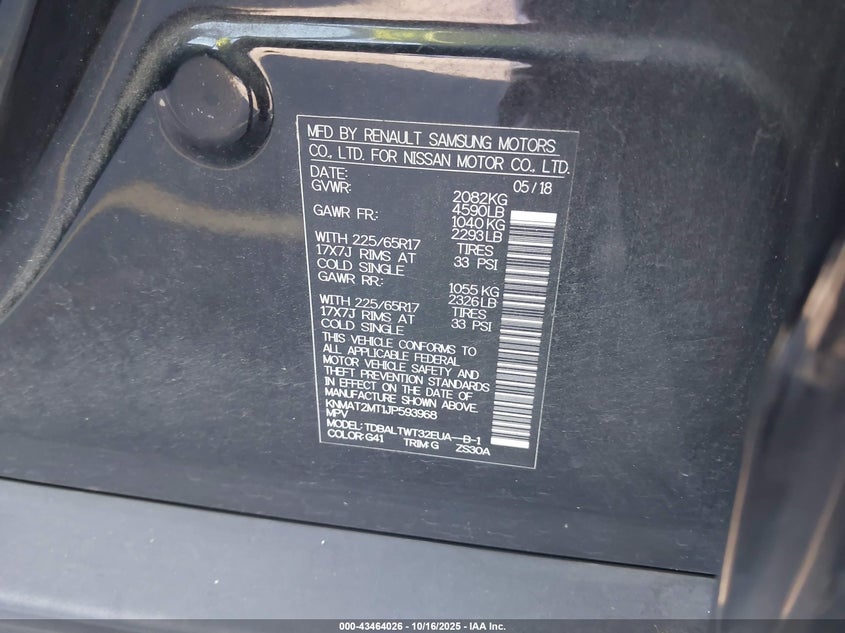 MFD BY RENAULT SAMSUNG MOTORS
CO., LTD. FOR NISSAN MOTOR CO., LTD.
DATE: 05/18
GVWR: 2082KG
4590LB
GAWR FR: 1040KG
2293LB
WITH 225/65R17 TIRES
17X7J RIMS AT 33 PSI
COLD SINGLE
GAWR RR: 1055KG
2326LB
WITH 225/65R17 TIRES
17X7J RIMS AT 33 PSI
COLD SINGLE
THIS VEHICLE CONFORMS TO
ALL APPLICABLE FEDERAL
MOTOR VEHICLE SAFETY AND
THEFT PREVENTION STANDARDS
IN EFFECT ON THE DATE OF
MANUFACTURE SHOWN ABOVE.
KNMAT2MT1JP593968
MPV
MODEL: TDBALTWT32EUA--B-1
COLOR: G41 TRIM: G ZS30A
000-43464026 - 10/16/2025 - IAA Inc.